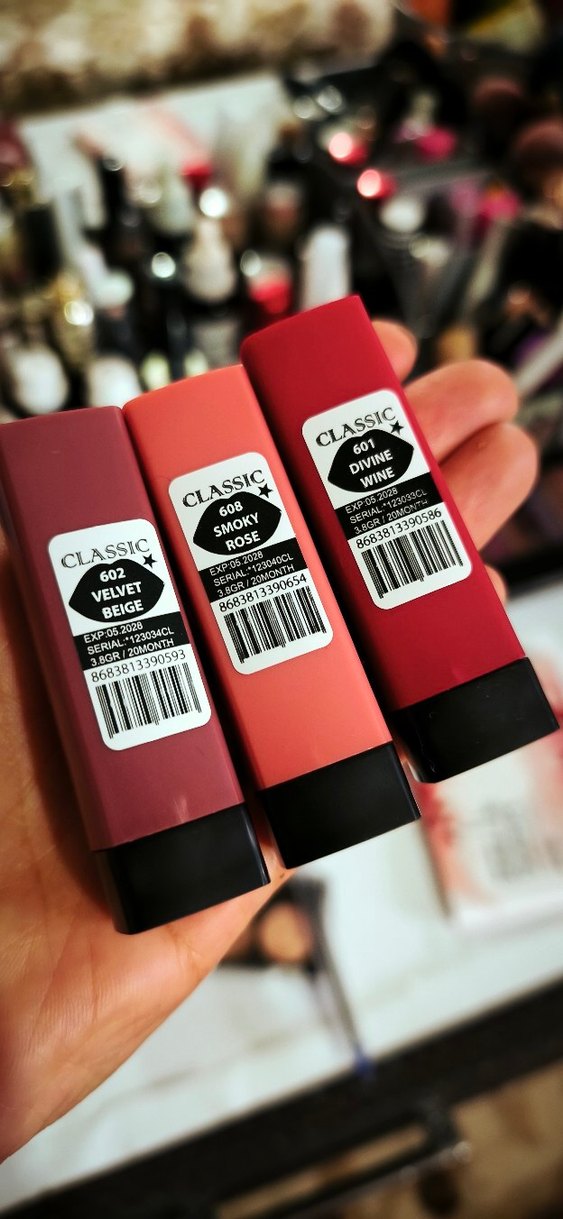 CLASSIC
602
VELVET
BEIGE
EXP:05.2028
SERIAL:*123034CL
3.8GR / 20MONTH
8683813390593
CLASSIC
608
SMOKY
ROSE
EXP:05.2028
SERIAL:*123040CL
3.8GR / 20MONTH
8683813390654
CLASSIC
601
DIVINE
WINE
EXP:05.2028
SERIAL:*123033CL
3.8GR / 20MONTH
8683813390586